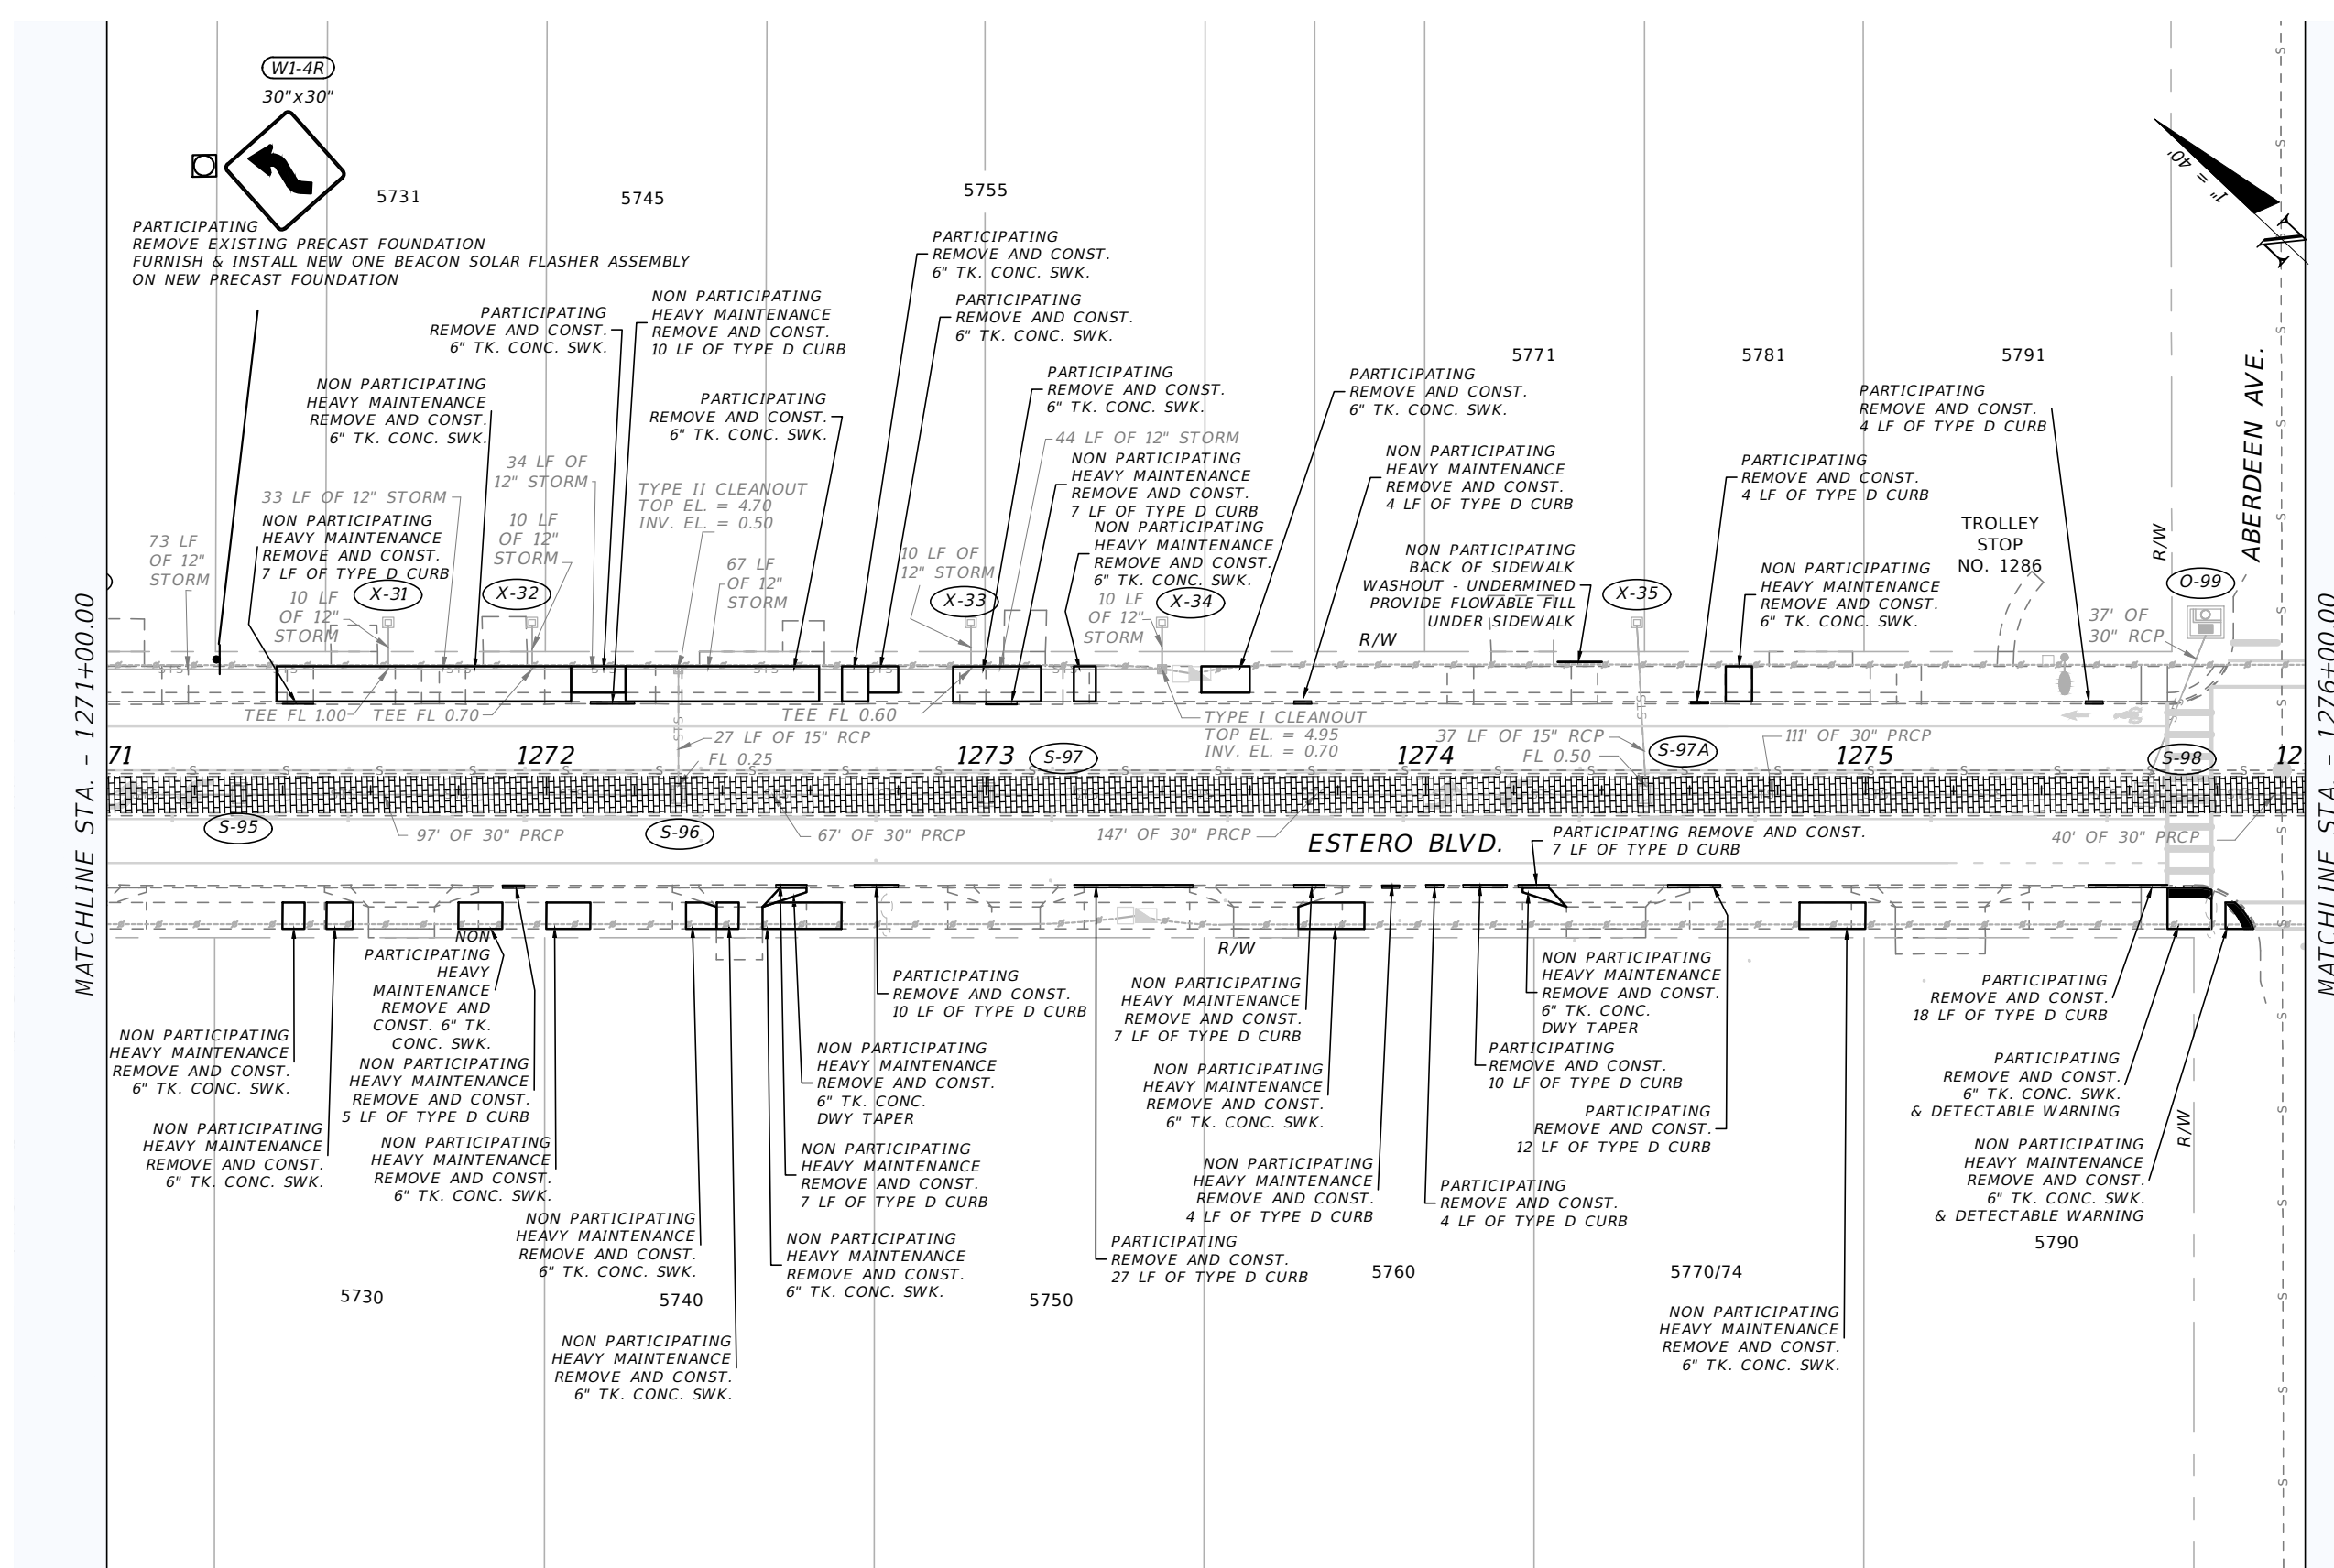 W1-4R
30"x30"
5731
5745
5755
PARTICIPATING
REMOVE EXISTING PRECAST FOUNDATION
FURNISH & INSTALL NEW ONE BEACON SOLAR FLASHER ASSEMBLY
ON NEW PRECAST FOUNDATION
1" = 40'
N
PARTICIPATING
REMOVE AND CONST.
6" TK. CONC. SWK.
PARTICIPATING
REMOVE AND CONST.
6" TK. CONC. SWK.
PARTICIPATING
REMOVE AND CONST.
6" TK. CONC. SWK.
NON PARTICIPATING
HEAVY MAINTENANCE
REMOVE AND CONST.
10 LF OF TYPE D CURB
NON PARTICIPATING
HEAVY MAINTENANCE
REMOVE AND CONST.
6" TK. CONC. SWK.
PARTICIPATING
REMOVE AND CONST.
6" TK. CONC. SWK.
PARTICIPATING
REMOVE AND CONST.
6" TK. CONC. SWK.
PARTICIPATING
REMOVE AND CONST.
6" TK. CONC. SWK.
5771
5781
5791
PARTICIPATING
REMOVE AND CONST.
4 LF OF TYPE D CURB
ABERDEEN AVE.
44 LF OF 12" STORM
NON PARTICIPATING
HEAVY MAINTENANCE
REMOVE AND CONST.
7 LF OF TYPE D CURB
NON PARTICIPATING
HEAVY MAINTENANCE
REMOVE AND CONST.
6" TK. CONC. SWK.
NON PARTICIPATING
HEAVY MAINTENANCE
REMOVE AND CONST.
4 LF OF TYPE D CURB
PARTICIPATING
REMOVE AND CONST.
4 LF OF TYPE D CURB
33 LF OF 12" STORM
NON PARTICIPATING
HEAVY MAINTENANCE
REMOVE AND CONST.
7 LF OF TYPE D CURB
34 LF OF
12" STORM
10 LF
OF 12"
STORM
TYPE II CLEANOUT
TOP EL. = 4.70
INV. EL. = 0.50
73 LF
OF 12"
STORM
67 LF
OF 12"
STORM
10 LF OF
12" STORM
NON PARTICIPATING
BACK OF SIDEWALK
WASHOUT - UNDERMINED
PROVIDE FLOWABLE FILL
UNDER SIDEWALK
NON PARTICIPATING
HEAVY MAINTENANCE
REMOVE AND CONST.
6" TK. CONC. SWK.
TROLLEY
STOP
NO. 1286
R/W
O-99
X-31
X-32
X-33
X-34
X-35
10 LF
OF 12"
STORM
10 LF
OF 12"
STORM
37' OF
30" RCP
R/W
MATCHLINE STA. - 1271+00.00
MATCHLINE STA. - 1276+00.00
TEE FL 1.00
TEE FL 0.70
TEE FL 0.60
27 LF OF 15" RCP
FL 0.25
TYPE I CLEANOUT
TOP EL. = 4.95
INV. EL. = 0.70
37 LF OF 15" RCP
FL 0.50
111' OF 30" PRCP
71
1272
1273
1274
1275
12
S-97
S-97A
S-98
S-95
S-96
97' OF 30" PRCP
67' OF 30" PRCP
147' OF 30" PRCP
ESTERO BLVD.
PARTICIPATING REMOVE AND CONST.
7 LF OF TYPE D CURB
40' OF 30" PRCP
NON
PARTICIPATING
HEAVY
MAINTENANCE
REMOVE AND
CONST. 6" TK.
CONC. SWK.
NON PARTICIPATING
HEAVY MAINTENANCE
REMOVE AND CONST.
6" TK. CONC. SWK.
NON PARTICIPATING
HEAVY MAINTENANCE
REMOVE AND CONST.
5 LF OF TYPE D CURB
NON PARTICIPATING
HEAVY MAINTENANCE
REMOVE AND CONST.
6" TK. CONC. SWK.
NON PARTICIPATING
HEAVY MAINTENANCE
REMOVE AND CONST.
6" TK. CONC. SWK.
NON PARTICIPATING
HEAVY MAINTENANCE
REMOVE AND CONST.
6" TK. CONC. SWK.
NON PARTICIPATING
HEAVY MAINTENANCE
REMOVE AND CONST.
6" TK. CONC. SWK.
PARTICIPATING
REMOVE AND CONST.
10 LF OF TYPE D CURB
NON PARTICIPATING
HEAVY MAINTENANCE
REMOVE AND CONST.
6" TK. CONC.
DWY TAPER
NON PARTICIPATING
HEAVY MAINTENANCE
REMOVE AND CONST.
7 LF OF TYPE D CURB
NON PARTICIPATING
HEAVY MAINTENANCE
REMOVE AND CONST.
6" TK. CONC. SWK.
R/W
NON PARTICIPATING
HEAVY MAINTENANCE
REMOVE AND CONST.
7 LF OF TYPE D CURB
NON PARTICIPATING
HEAVY MAINTENANCE
REMOVE AND CONST.
6" TK. CONC. SWK.
NON PARTICIPATING
HEAVY MAINTENANCE
REMOVE AND CONST.
4 LF OF TYPE D CURB
PARTICIPATING
REMOVE AND CONST.
27 LF OF TYPE D CURB
NON PARTICIPATING
HEAVY MAINTENANCE
REMOVE AND CONST.
6" TK. CONC.
DWY TAPER
PARTICIPATING
REMOVE AND CONST.
10 LF OF TYPE D CURB
PARTICIPATING
REMOVE AND CONST.
12 LF OF TYPE D CURB
PARTICIPATING
REMOVE AND CONST.
4 LF OF TYPE D CURB
PARTICIPATING
REMOVE AND CONST.
18 LF OF TYPE D CURB
PARTICIPATING
REMOVE AND CONST.
6" TK. CONC. SWK.
& DETECTABLE WARNING
NON PARTICIPATING
HEAVY MAINTENANCE
REMOVE AND CONST.
6" TK. CONC. SWK.
& DETECTABLE WARNING
R/W
5730
5740
5750
5760
5770/74
5790
NON PARTICIPATING
HEAVY MAINTENANCE
REMOVE AND CONST.
6" TK. CONC. SWK.